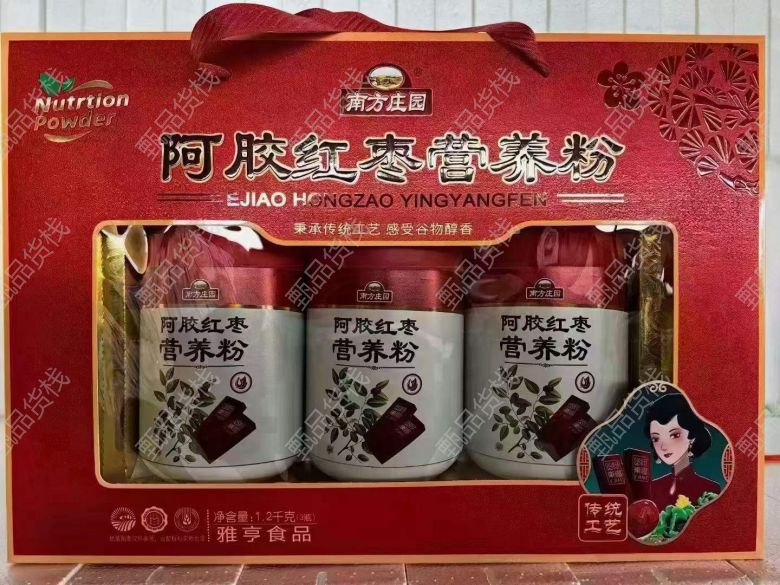 Nutrtion
Powder
南方庄园
阿胶红枣营养粉
EJIAO HONGZAO YINGYANGFEN
秉承传统工艺 感受谷物醇香
南方庄园
阿胶红枣
营养粉
南方庄园
阿胶红枣
营养粉
南方庄园
阿胶红枣
营养粉
净含量：1.2千克(3瓶)
雅亨食品
传统
工艺
甄品货栈